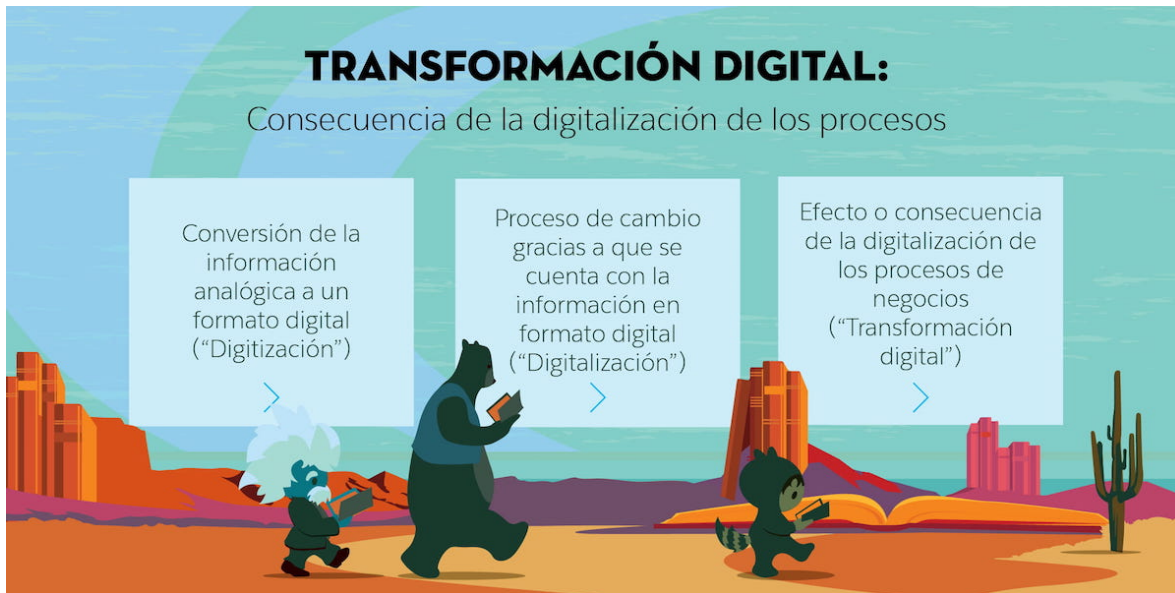 TRANSFORMACIÓN DIGITAL:
Consecuencia de la digitalización de los procesos
Conversión de la
información
analógica a un
formato digital
(“Digitización”)
Proceso de cambio
gracias a que se
cuenta con la
información en
formato digital
(“Digitalización”)
Efecto o consecuencia
de la digitalización de
los procesos de
negocios
(“Transformación
digital”)